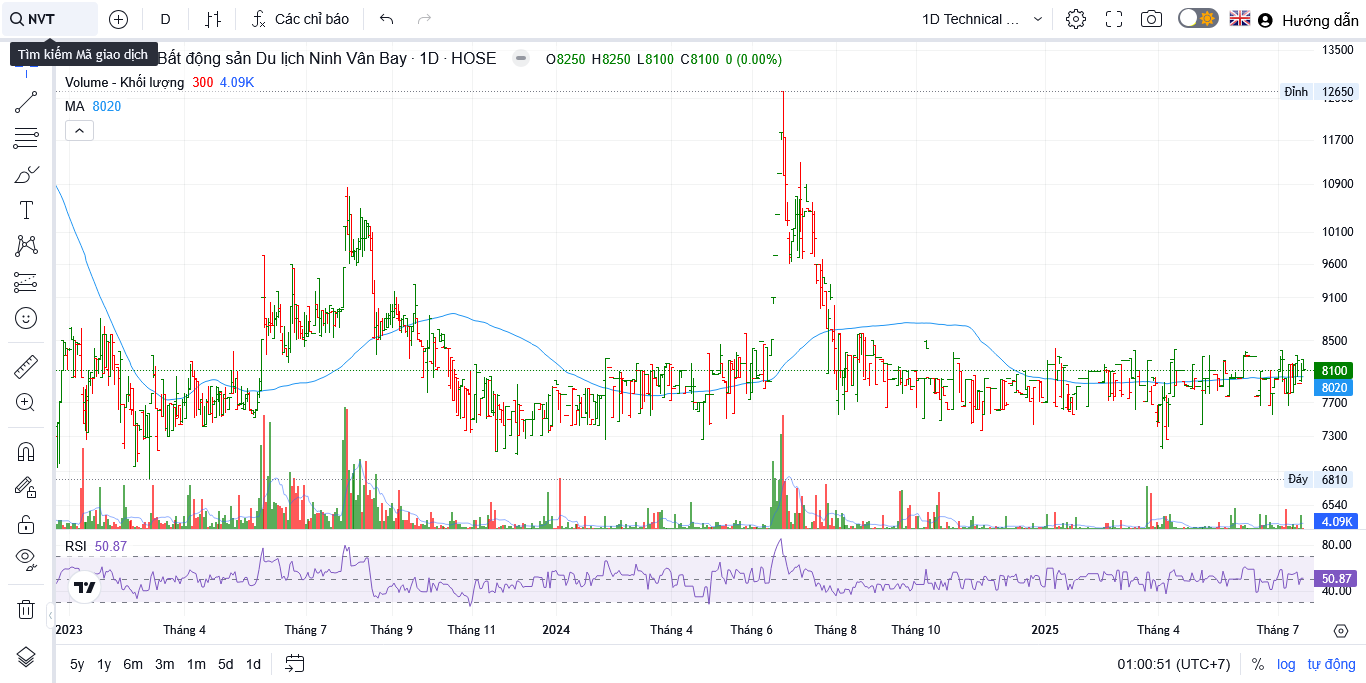 NVT D Các chỉ báo 1D Technical ... Hướng dẫn
Tìm kiếm Mã giao dịch
Bất động sản Du lịch Ninh Vân Bay · 1D · HOSE O8250 H8250 L8100 C8100 0 (0.00%)
Volume - Khối lượng 300 4.09K
MA 8020
13500
Đỉnh 12650
11700
10900
10100
9600
9100
8500
8100
8020
7700
7300
6900
Đáy 6810
6540
4.09K
RSI 50.87
80.00
50.87
40.00
2023 Tháng 4 Tháng 7 Tháng 9 Tháng 11 2024 Tháng 4 Tháng 6 Tháng 8 Tháng 10 2025 Tháng 4 Tháng 7
5y 1y 6m 3m 1m 5d 1d 01:00:51 (UTC+7) % log tự động